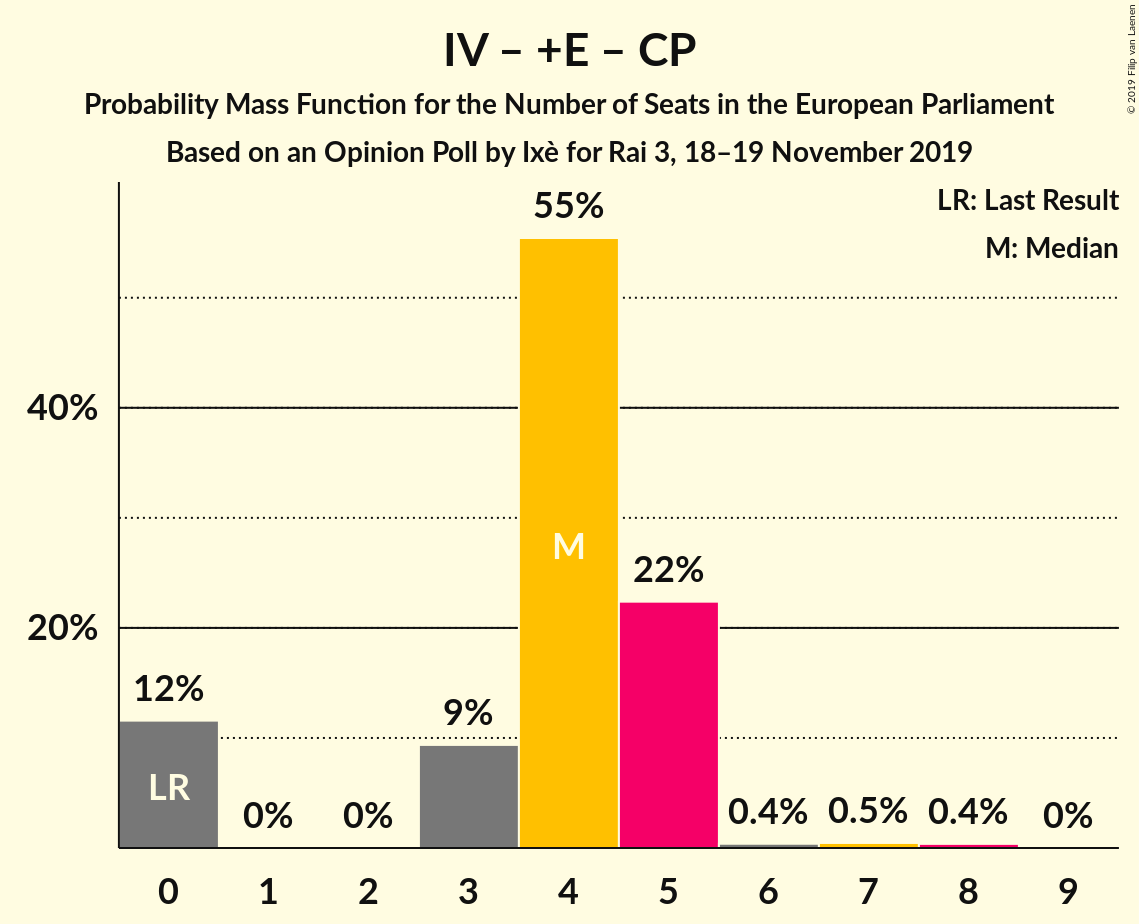 IV – +E – CP
Probability Mass Function for the Number of Seats in the European Parliament
Based on an Opinion Poll by Ixè for Rai 3, 18–19 November 2019
© 2019 Filip van Laenen
LR: Last Result
M: Median
55%
40%
M
22%
20%
12%
9%
LR
0%
0%
0.4%
0.5%
0.4%
0%
0 1 2 3 4 5 6 7 8 9